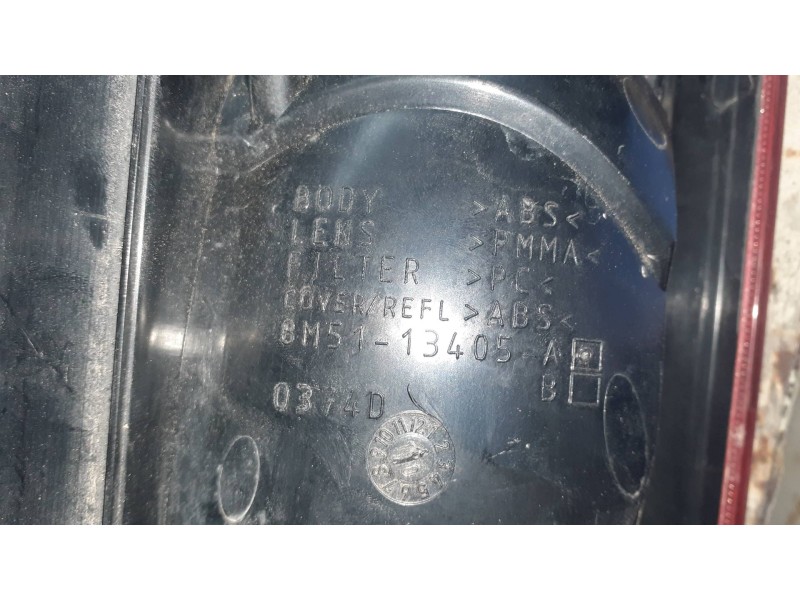 BODY >ABS<
LENS >PMMA<
FILTER >PC<
COVER/REFL >ABS<
8M51-13405-A
B
0374D